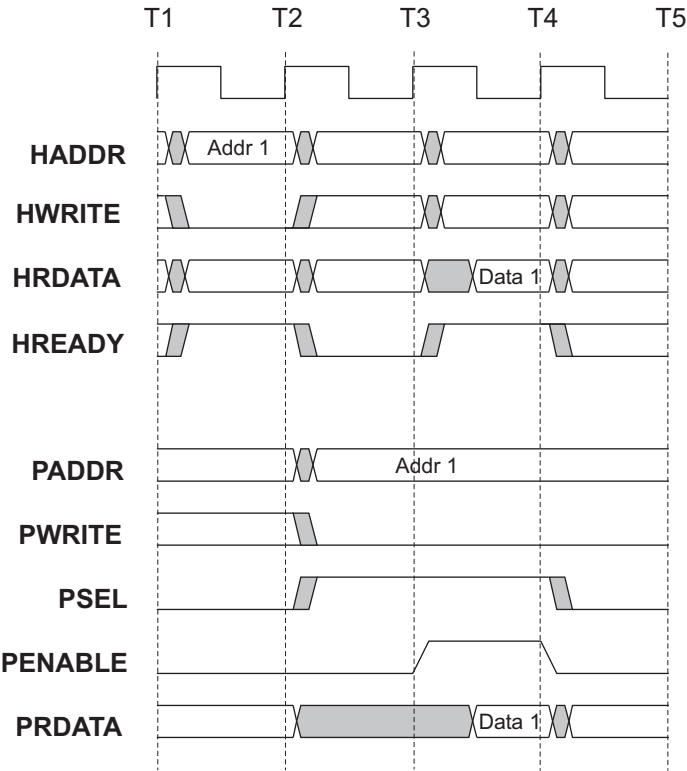 T1 T2 T3 T4 T5
HADDR Addr 1
HWRITE
HRDATA Data 1
HREADY
PADDR Addr 1
PWRITE
PSEL
PENABLE
PRDATA Data 1